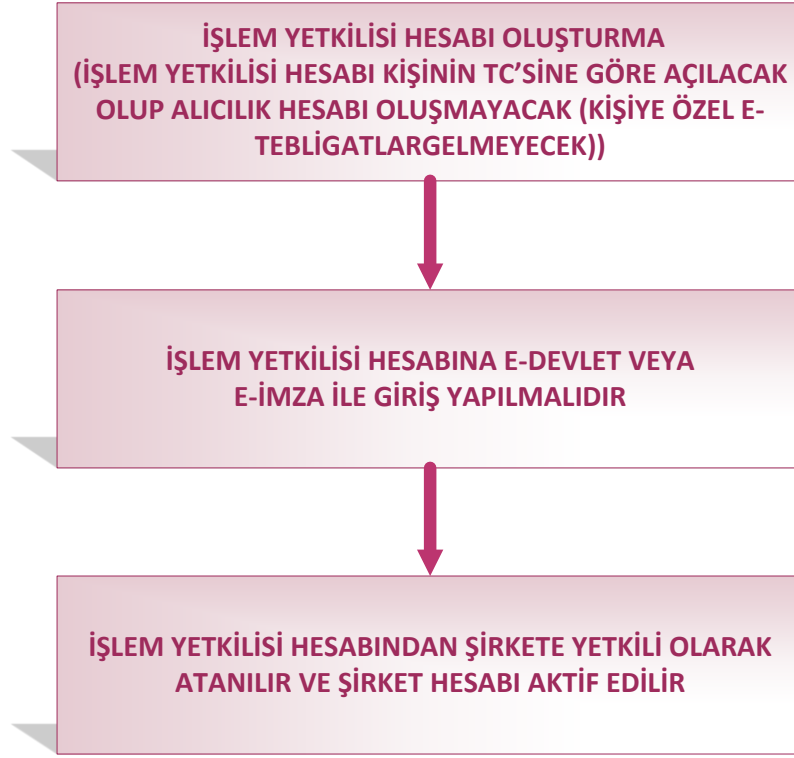 İŞLEM YETKİLİSİ HESABI OLUŞTURMA
(İŞLEM YETKİLİSİ HESABI KİŞİNİN TC’SİNE GÖRE AÇILACAK
OLUP ALICILIK HESABI OLUŞMAYACAK (KİŞİYE ÖZEL E-
TEBLİGATLARGELMEYECEK))
İŞLEM YETKİLİSİ HESABINA E-DEVLET VEYA
E-İMZA İLE GİRİŞ YAPILMALIDIR
İŞLEM YETKİLİSİ HESABINDAN ŞİRKETE YETKİLİ OLARAK
ATANILIR VE ŞİRKET HESABI AKTİF EDİLİR